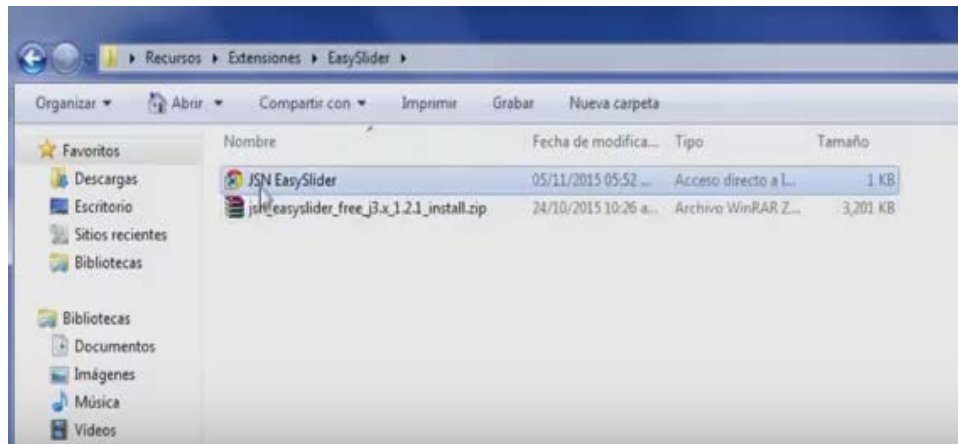 Recursos ▸ Extensiones ▸ EasySlider ▸
Organizar Abrir Compartir con Imprimir Grabar Nueva carpeta
Nombre Fecha de modifica... Tipo Tamaño
Favoritos
Descargas
Escritorio
Sitios recientes
Bibliotecas
JSN EasySlider 05/11/2015 05:52 ... Acceso directo a I... 1 KB
jsn_easyslider_free_j3.x_1.2.1_install.zip 24/10/2015 10:26 a... Archivo WinRAR Z... 3,201 KB
Bibliotecas
Documentos
Imágenes
Música
Vídeos